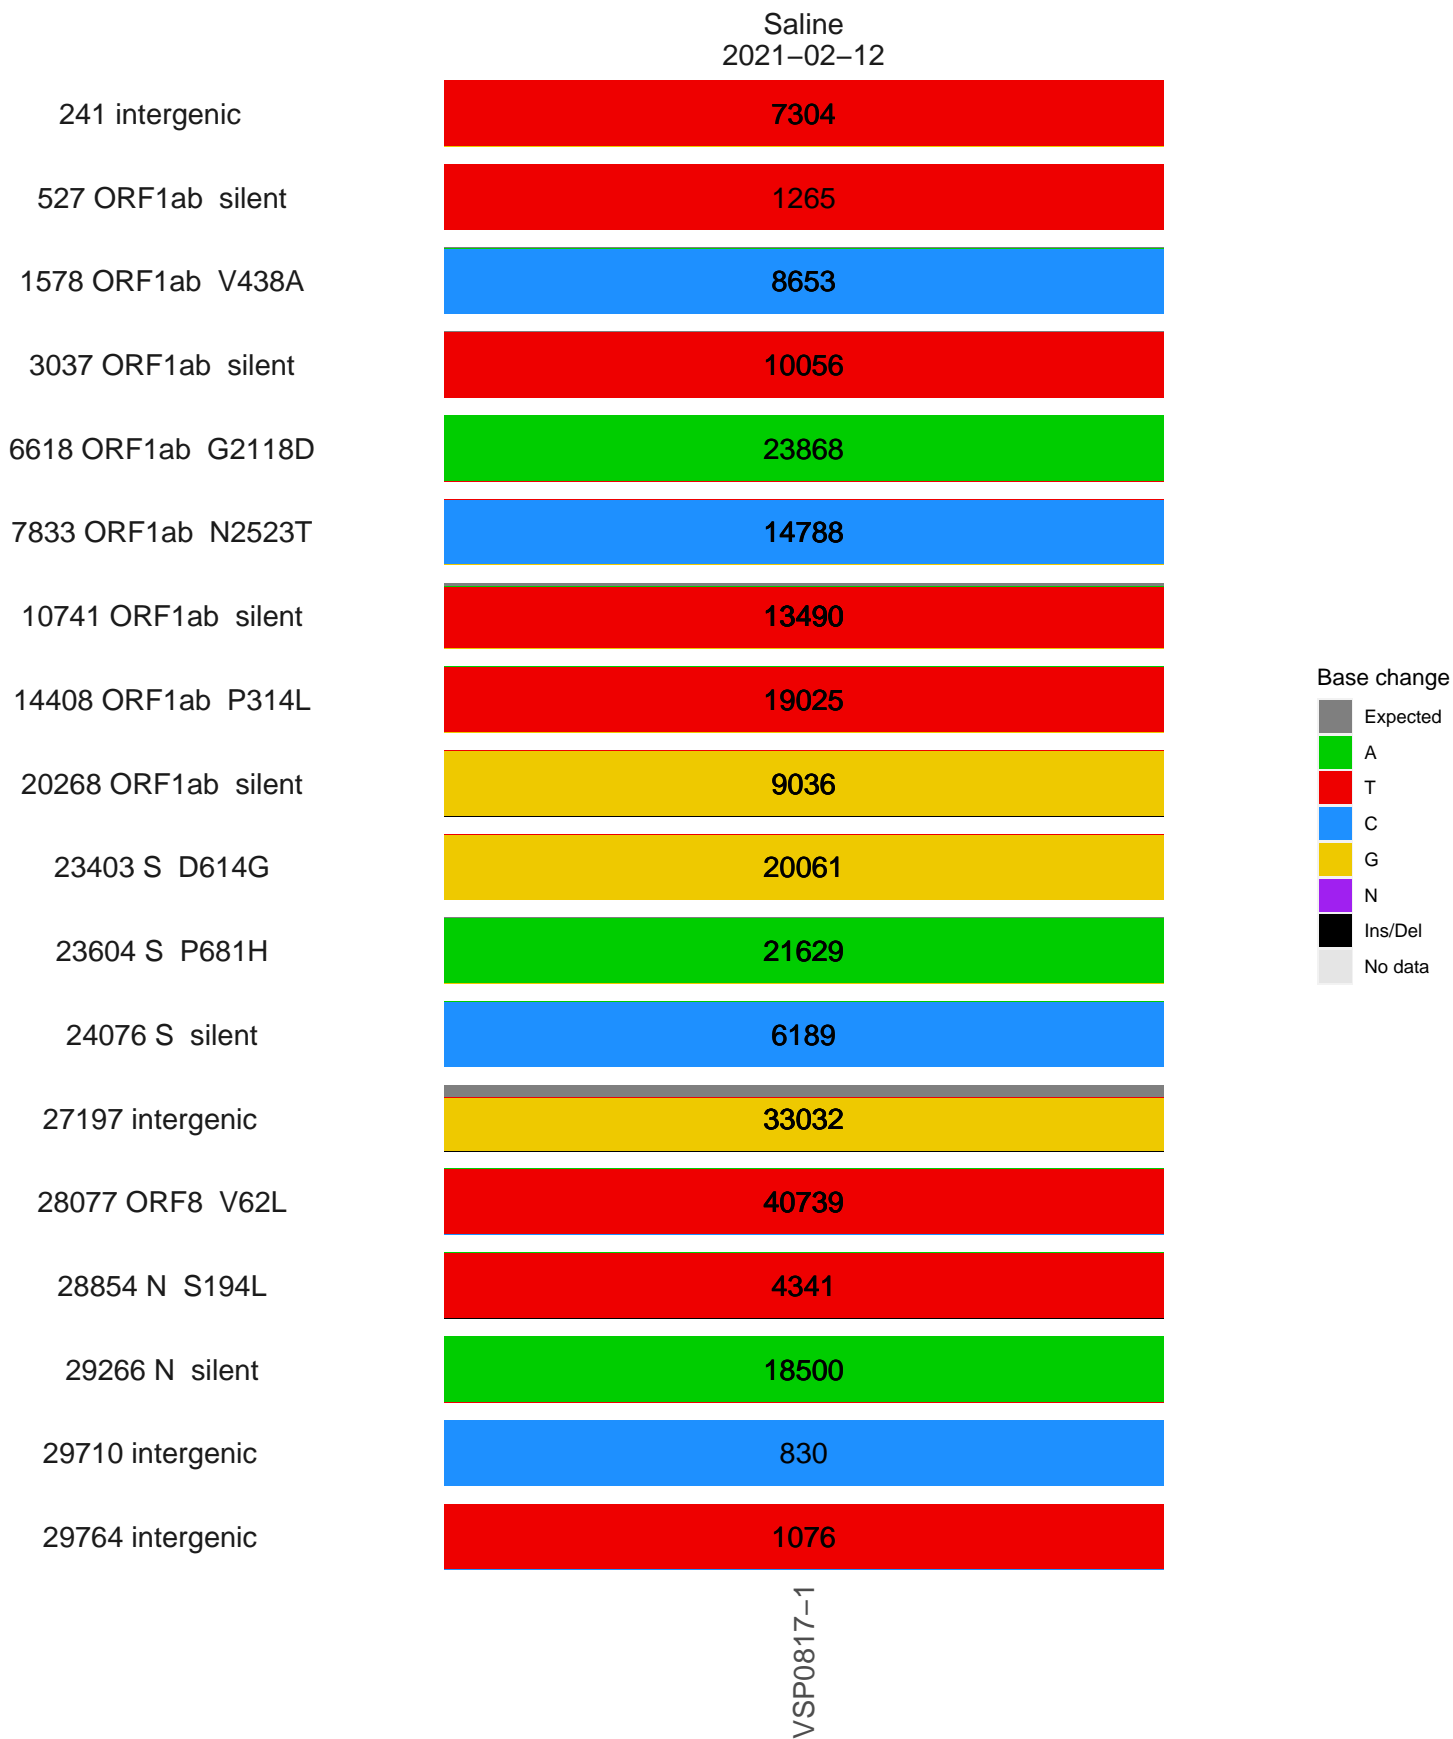 Saline
2021−02−12
241 intergenic 7304
527 ORF1ab silent 1265
1578 ORF1ab V438A 8653
3037 ORF1ab silent 10056
6618 ORF1ab G2118D 23868
7833 ORF1ab N2523T 14788
10741 ORF1ab silent 13490
14408 ORF1ab P314L 19025
20268 ORF1ab silent 9036
23403 S D614G 20061
23604 S P681H 21629
24076 S silent 6189
27197 intergenic 33032
28077 ORF8 V62L 40739
28854 N S194L 4341
29266 N silent 18500
29710 intergenic 830
29764 intergenic 1076
VSP0817−1
Base change
Expected
A
T
C
G
N
Ins/Del
No data